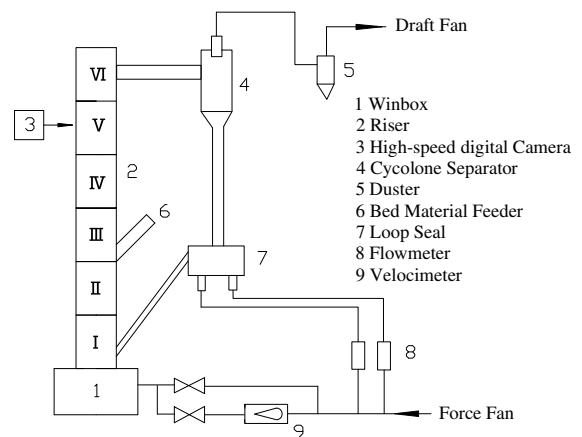 Draft Fan
VI
4
5
1 Winbox
2 Riser
3 High-speed digital Camera
4 Cycolone Separator
5 Duster
6 Bed Material Feeder
7 Loop Seal
8 Flowmeter
9 Velocimeter
3
V
IV
2
6
III
7
II
I
8
1
Force Fan
9